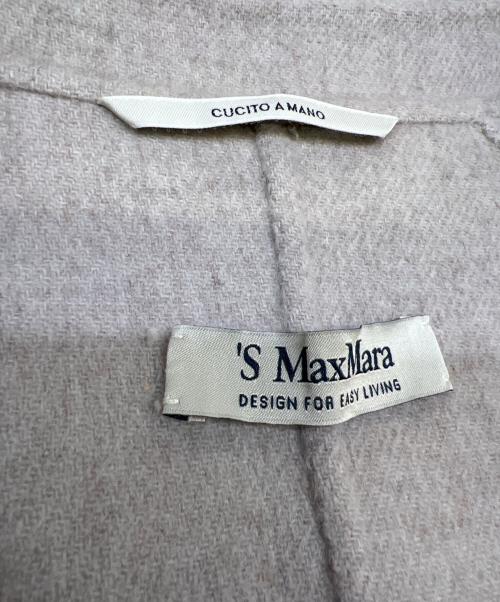 CUCITO A MANO
'S MaxMara
DESIGN FOR EASY LIVING